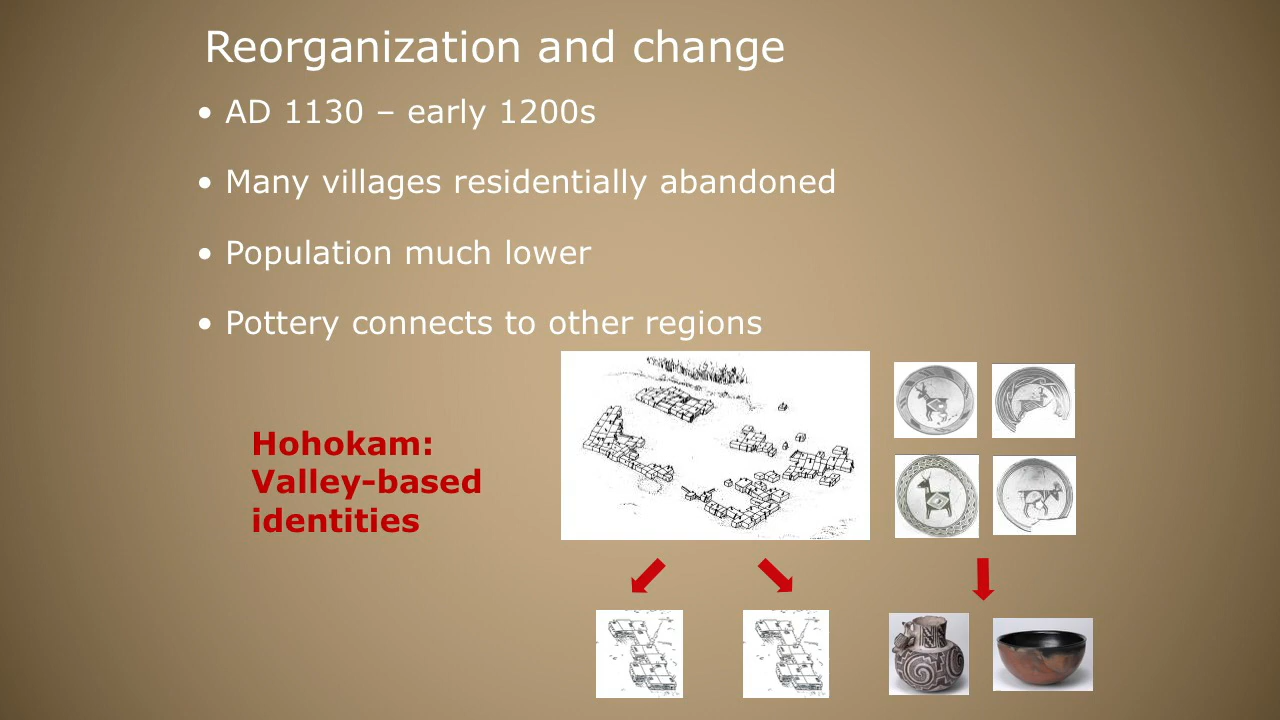 Reorganization and change
• AD 1130 – early 1200s
• Many villages residentially abandoned
• Population much lower
• Pottery connects to other regions
Hohokam:
Valley-based
identities